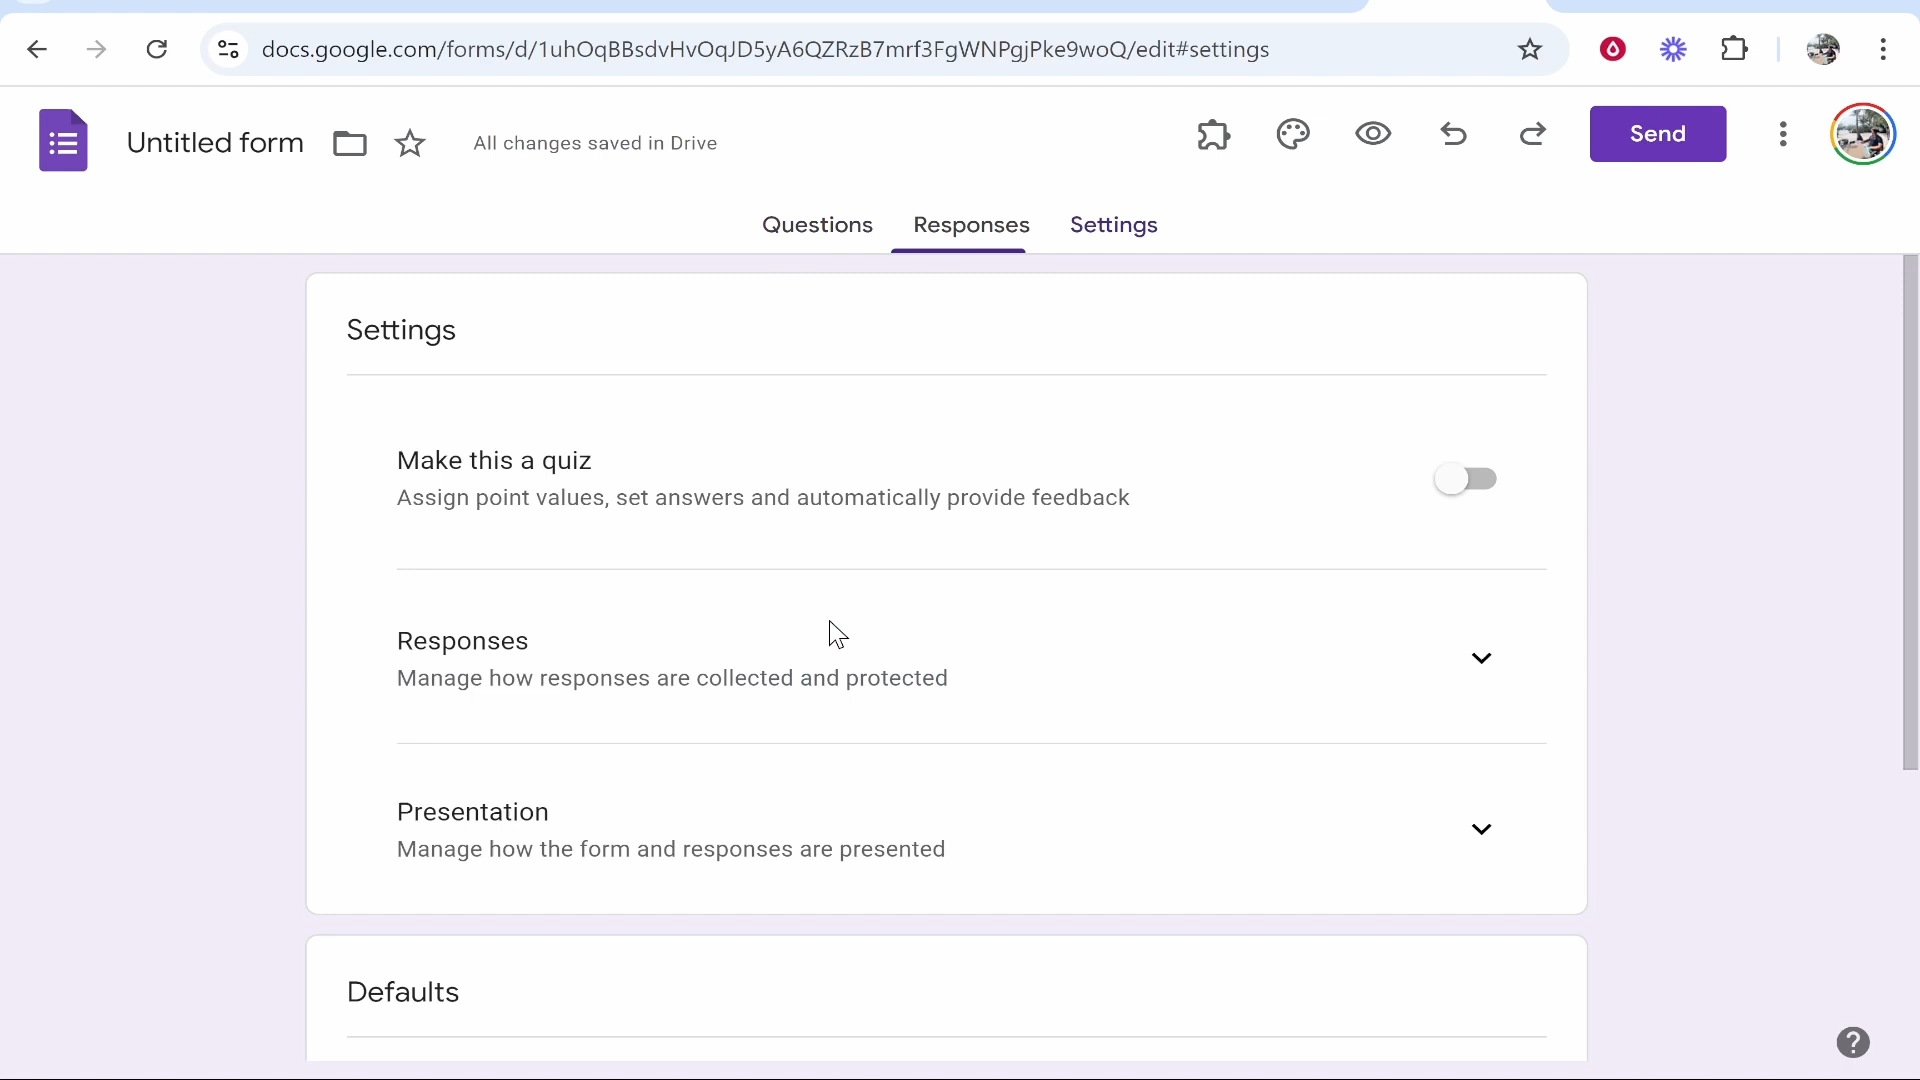 docs.google.com/forms/d/1uhOqBBsdvHvOqJD5yA6QZRzB7mrf3FgWNPgjPke9woQ/edit#settings
Untitled form
All changes saved in Drive
Send
Questions
Responses
Settings
Settings
Make this a quiz
Assign point values, set answers and automatically provide feedback
Responses
Manage how responses are collected and protected
Presentation
Manage how the form and responses are presented
Defaults
?